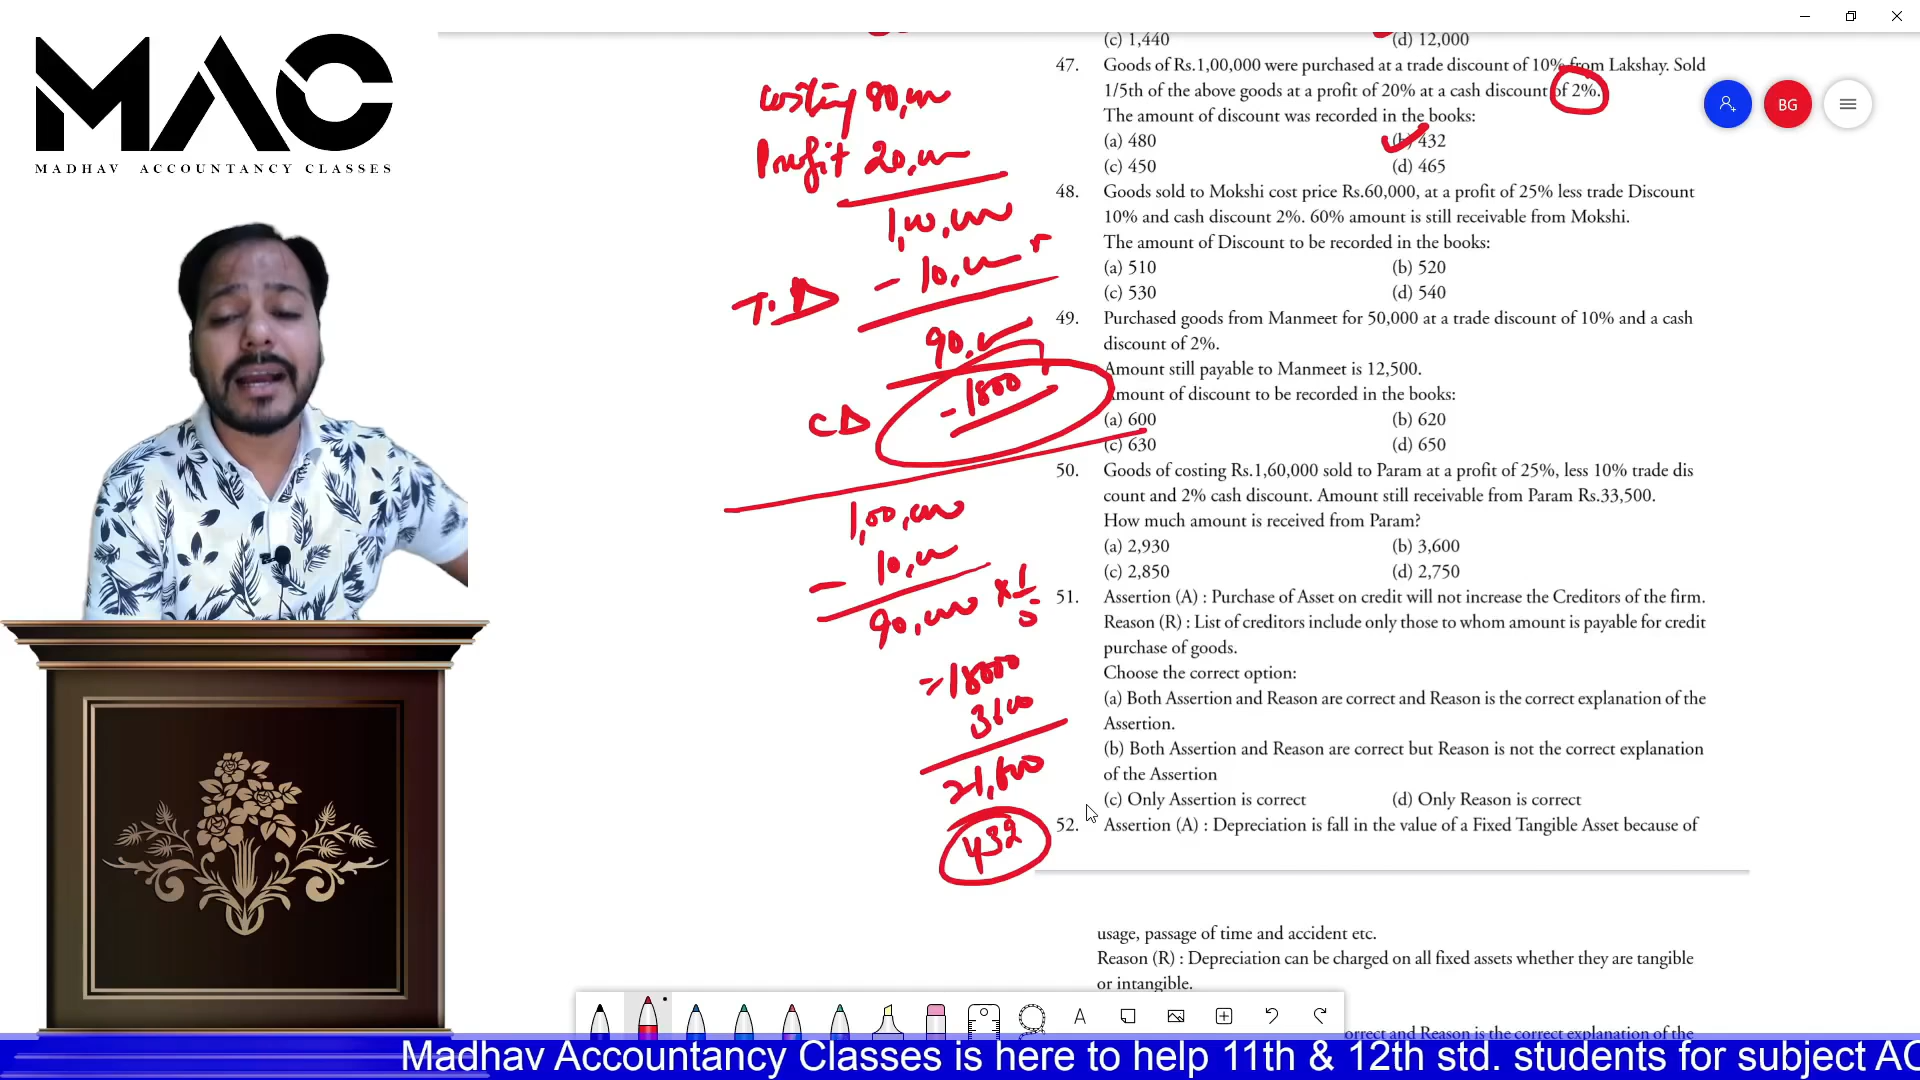 MAC
MADHAV ACCOUNTANCY CLASSES
costing 80,000
Profit 20,000
1,00,000
T.D - 10,000
90,000
CD - 1800
1,00,000
- 10,000
90,000 × 1/5
= 18000
3600
21,600
432
(c) 1,440 (d) 12,000
47. Goods of Rs.1,00,000 were purchased at a trade discount of 10% from Lakshay. Sold
1/5th of the above goods at a profit of 20% at a cash discount of 2%.
The amount of discount was recorded in the books:
(a) 480 (b) 432
(c) 450 (d) 465
48. Goods sold to Mokshi cost price Rs.60,000, at a profit of 25% less trade Discount
10% and cash discount 2%. 60% amount is still receivable from Mokshi.
The amount of Discount to be recorded in the books:
(a) 510 (b) 520
(c) 530 (d) 540
49. Purchased goods from Manmeet for 50,000 at a trade discount of 10% and a cash
discount of 2%.
Amount still payable to Manmeet is 12,500.
Amount of discount to be recorded in the books:
(a) 600 (b) 620
(c) 630 (d) 650
50. Goods of costing Rs.1,60,000 sold to Param at a profit of 25%, less 10% trade dis
count and 2% cash discount. Amount still receivable from Param Rs.33,500.
How much amount is received from Param?
(a) 2,930 (b) 3,600
(c) 2,850 (d) 2,750
51. Assertion (A) : Purchase of Asset on credit will not increase the Creditors of the firm.
Reason (R) : List of creditors include only those to whom amount is payable for credit
purchase of goods.
Choose the correct option:
(a) Both Assertion and Reason are correct and Reason is the correct explanation of the
Assertion.
(b) Both Assertion and Reason are correct but Reason is not the correct explanation
of the Assertion
(c) Only Assertion is correct (d) Only Reason is correct
52. Assertion (A) : Depreciation is fall in the value of a Fixed Tangible Asset because of
usage, passage of time and accident etc.
Reason (R) : Depreciation can be charged on all fixed assets whether they are tangible
or intangible.
orrect and Reason is the correct explanation of the
BG
A
Madhav Accountancy Classes is here to help 11th & 12th std. students for subject AC